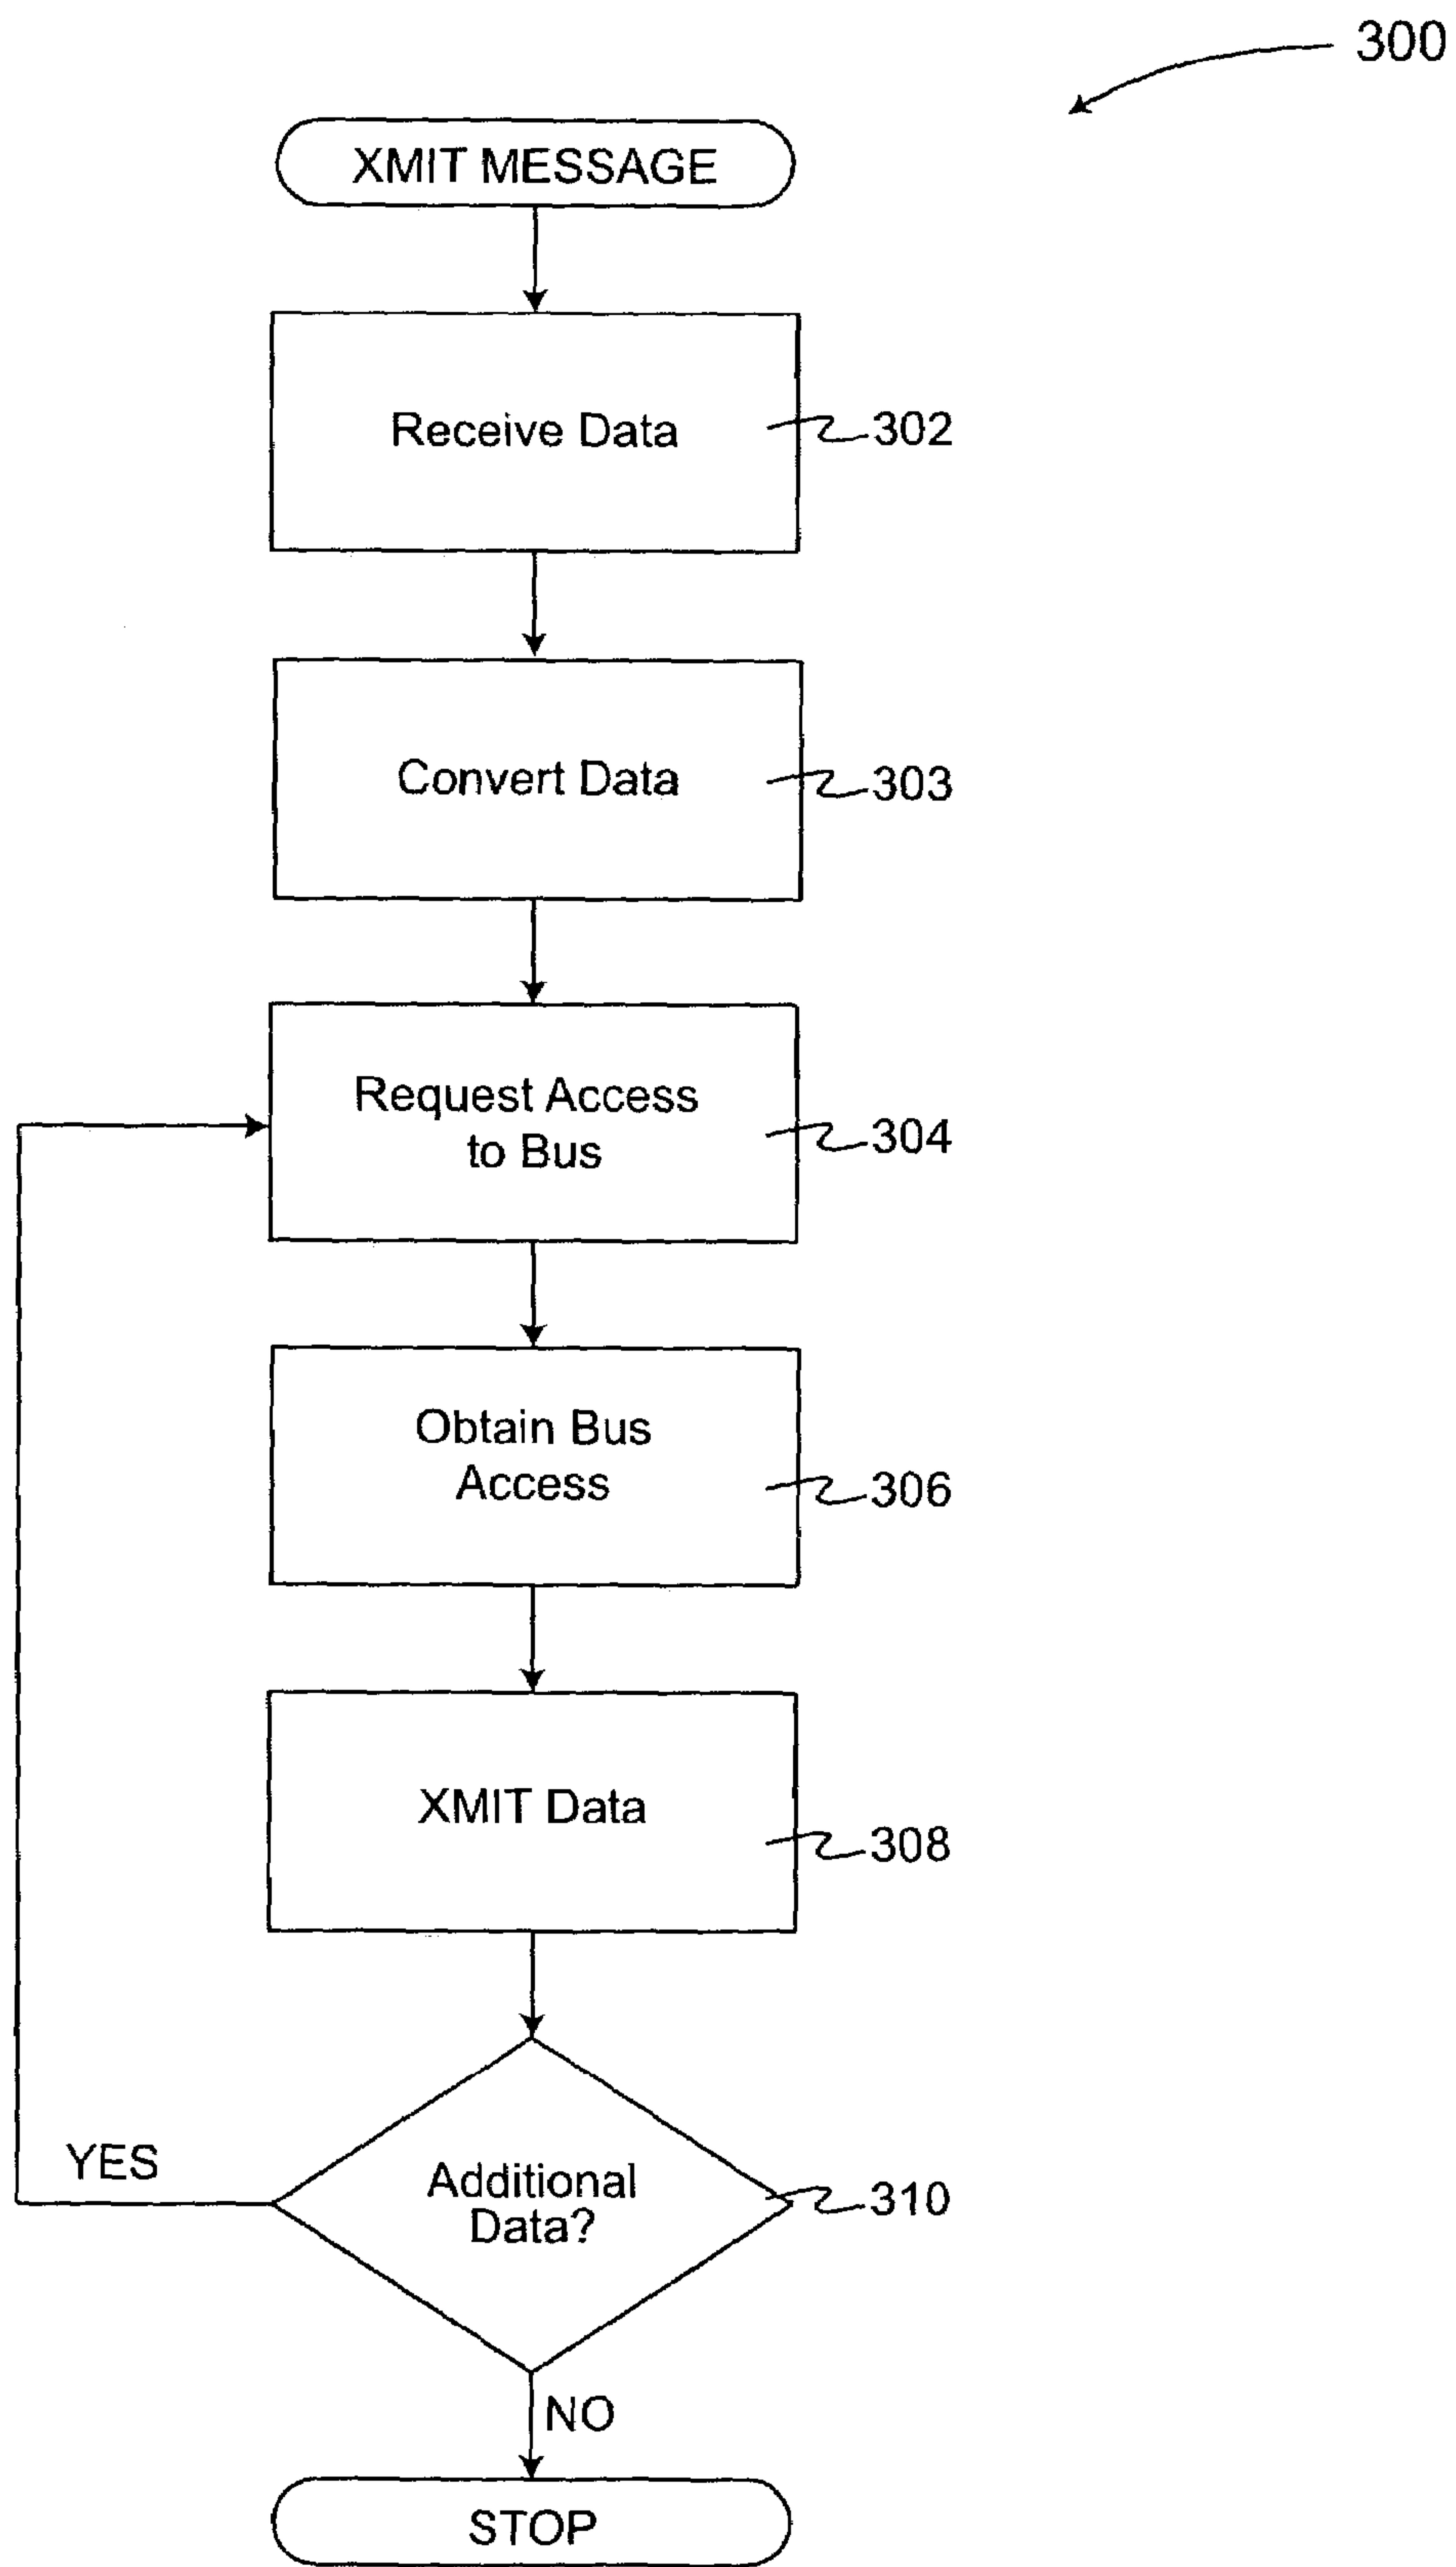 300
XMIT MESSAGE
Receive Data
302
Convert Data
303
Request Access
to Bus
304
Obtain Bus
Access
306
XMIT Data
308
YES
Additional
Data?
310
NO
STOP